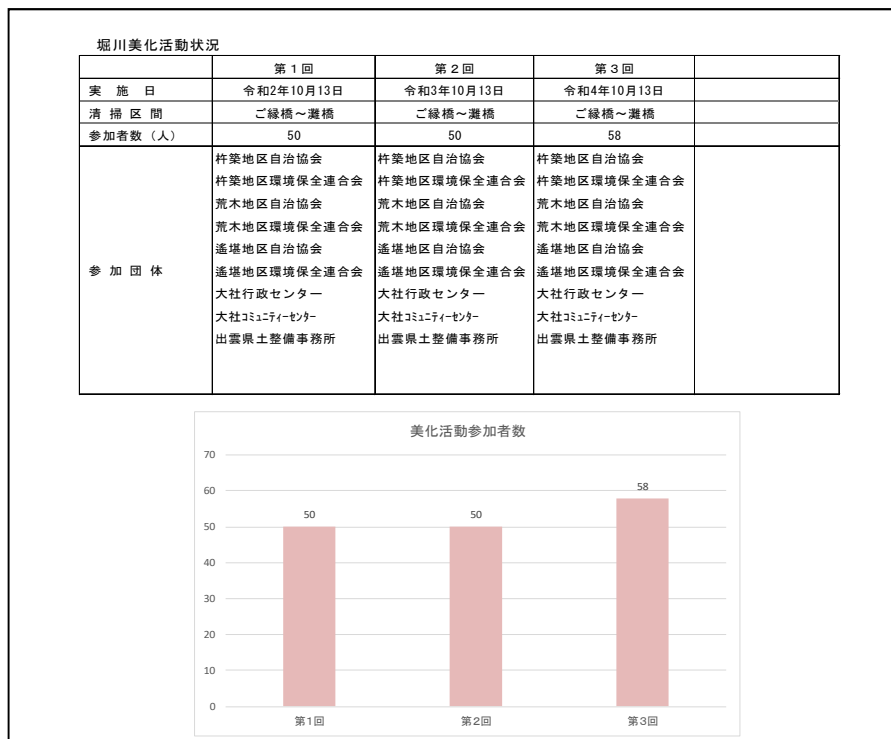 堀川美化活動状況
第１回 第２回 第３回
実施日 令和2年10月13日 令和3年10月13日 令和4年10月13日
清掃区間 ご縁橋～灘橋 ご縁橋～灘橋 ご縁橋～灘橋
参加者数（人） 50 50 58
杵築地区自治協会 杵築地区自治協会 杵築地区自治協会
杵築地区環境保全連合会 杵築地区環境保全連合会 杵築地区環境保全連合会
荒木地区自治協会 荒木地区自治協会 荒木地区自治協会
荒木地区環境保全連合会 荒木地区環境保全連合会 荒木地区環境保全連合会
遙堪地区自治協会 遙堪地区自治協会 遙堪地区自治協会
参加団体 遙堪地区環境保全連合会 遙堪地区環境保全連合会 遙堪地区環境保全連合会
大社行政センター 大社行政センター 大社行政センター
大社ｺﾐｭﾆﾃｨｰｾﾝﾀｰ 大社ｺﾐｭﾆﾃｨｰｾﾝﾀｰ 大社ｺﾐｭﾆﾃｨｰｾﾝﾀｰ
出雲県土整備事務所 出雲県土整備事務所 出雲県土整備事務所
美化活動参加者数
70
60
50
40
30
20
10
0
50 50 58
第1回 第2回 第3回